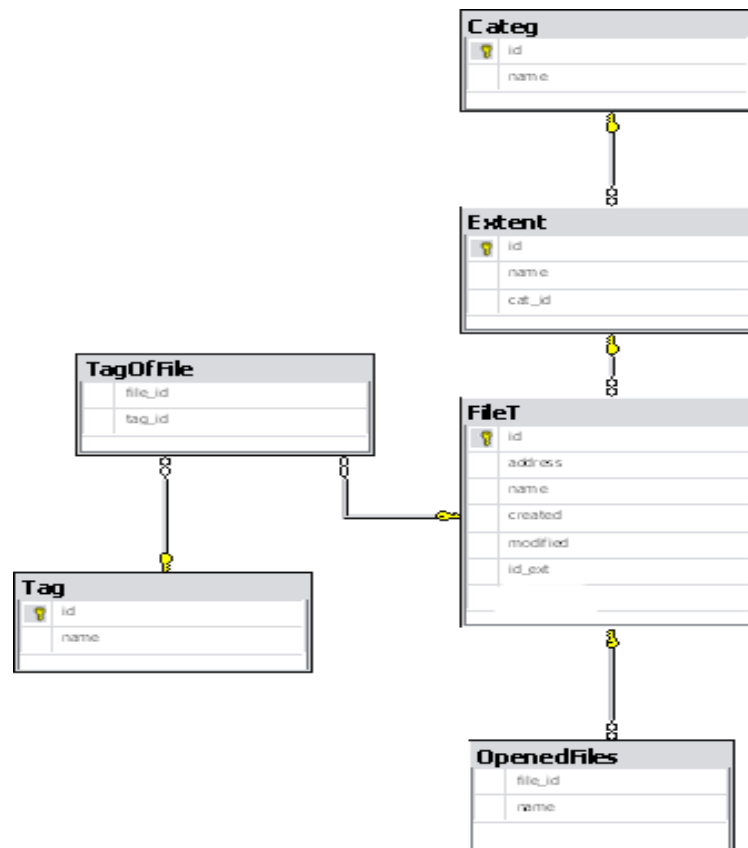 Categ
id
name
Extent
id
name
cat_id
TagOfFile
file_id
tag_id
FileT
id
address
name
created
modified
id_ext
Tag
id
name
OpenedFiles
file_id
name